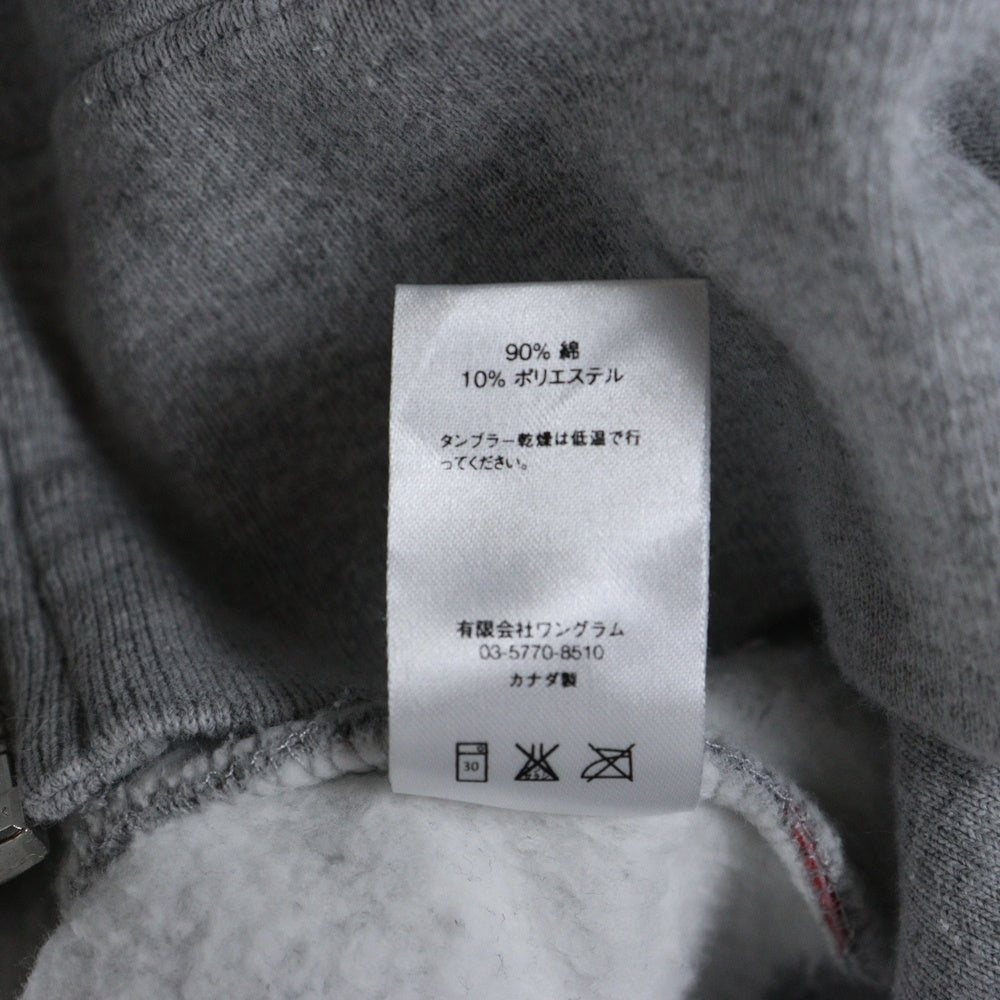 90% 綿
10% ポリエステル
タンブラー乾燥は低温で行
ってください。
有限会社ワングラム
03-5770-8510
カナダ製
30